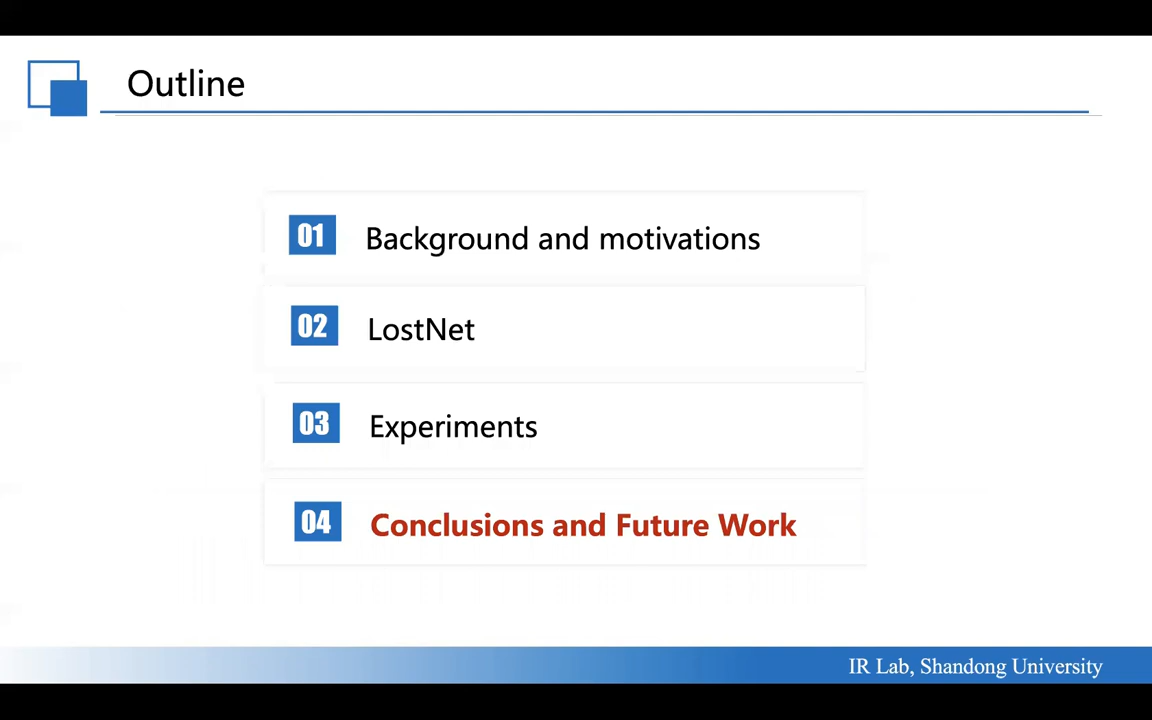 Outline
01 Background and motivations
02 LostNet
03 Experiments
04 Conclusions and Future Work
IR Lab, Shandong University